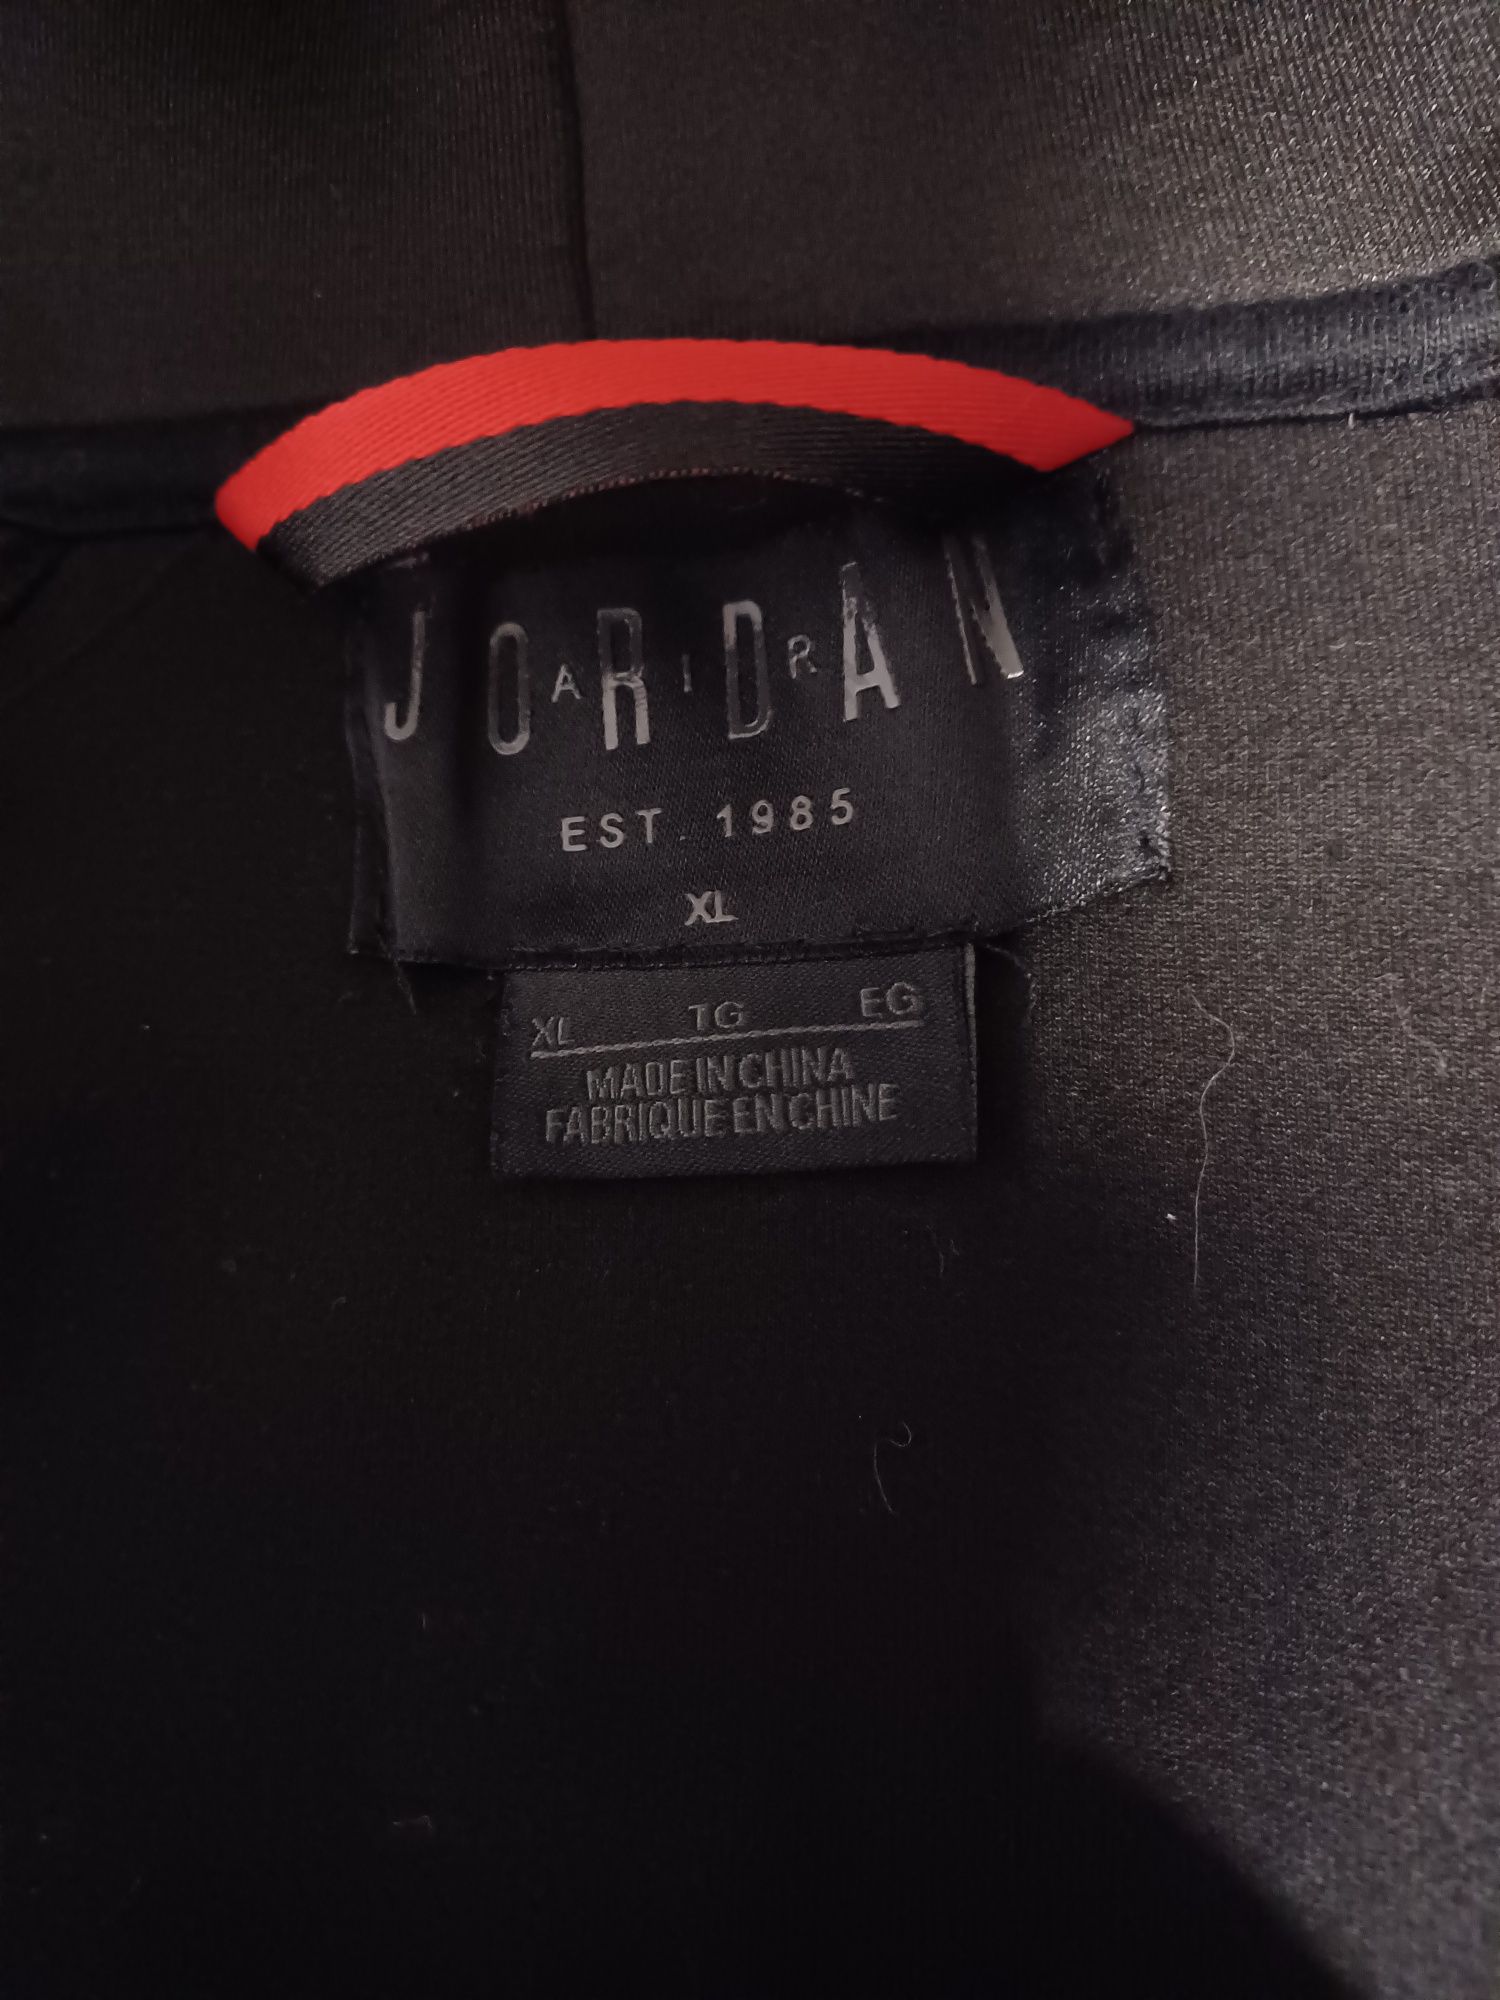 JORDAN
AIR
EST. 1985
XL
XL TG EG
MADE IN CHINA
FABRIQUE EN CHINE